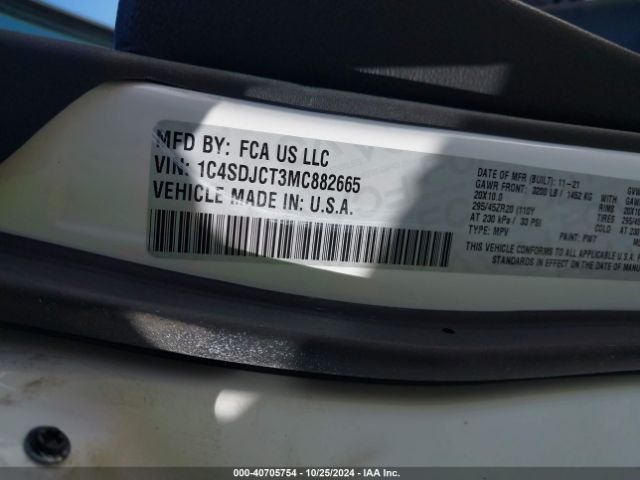 MFD BY: FCA US LLC
VIN: 1C4SDJCT3MC882665
VEHICLE MADE IN: U.S.A.
DATE OF MFR (BUILT): 11-21
GAWR FRONT: 3200 LB / 1452 KG
20X10.0
295/45ZR20 (110Y
AT 230 kPa / 33 PSI
TYPE: MPV
PAINT: PW7
THIS VEHICLE CONFORMS TO ALL APPLICABLE U.S.A.
STANDARDS IN EFFECT ON THE DATE OF MANU
WITH
RIMS
TIRES
COLD
Stock#: 40705754 - 10/25/2024 - IAA Inc.